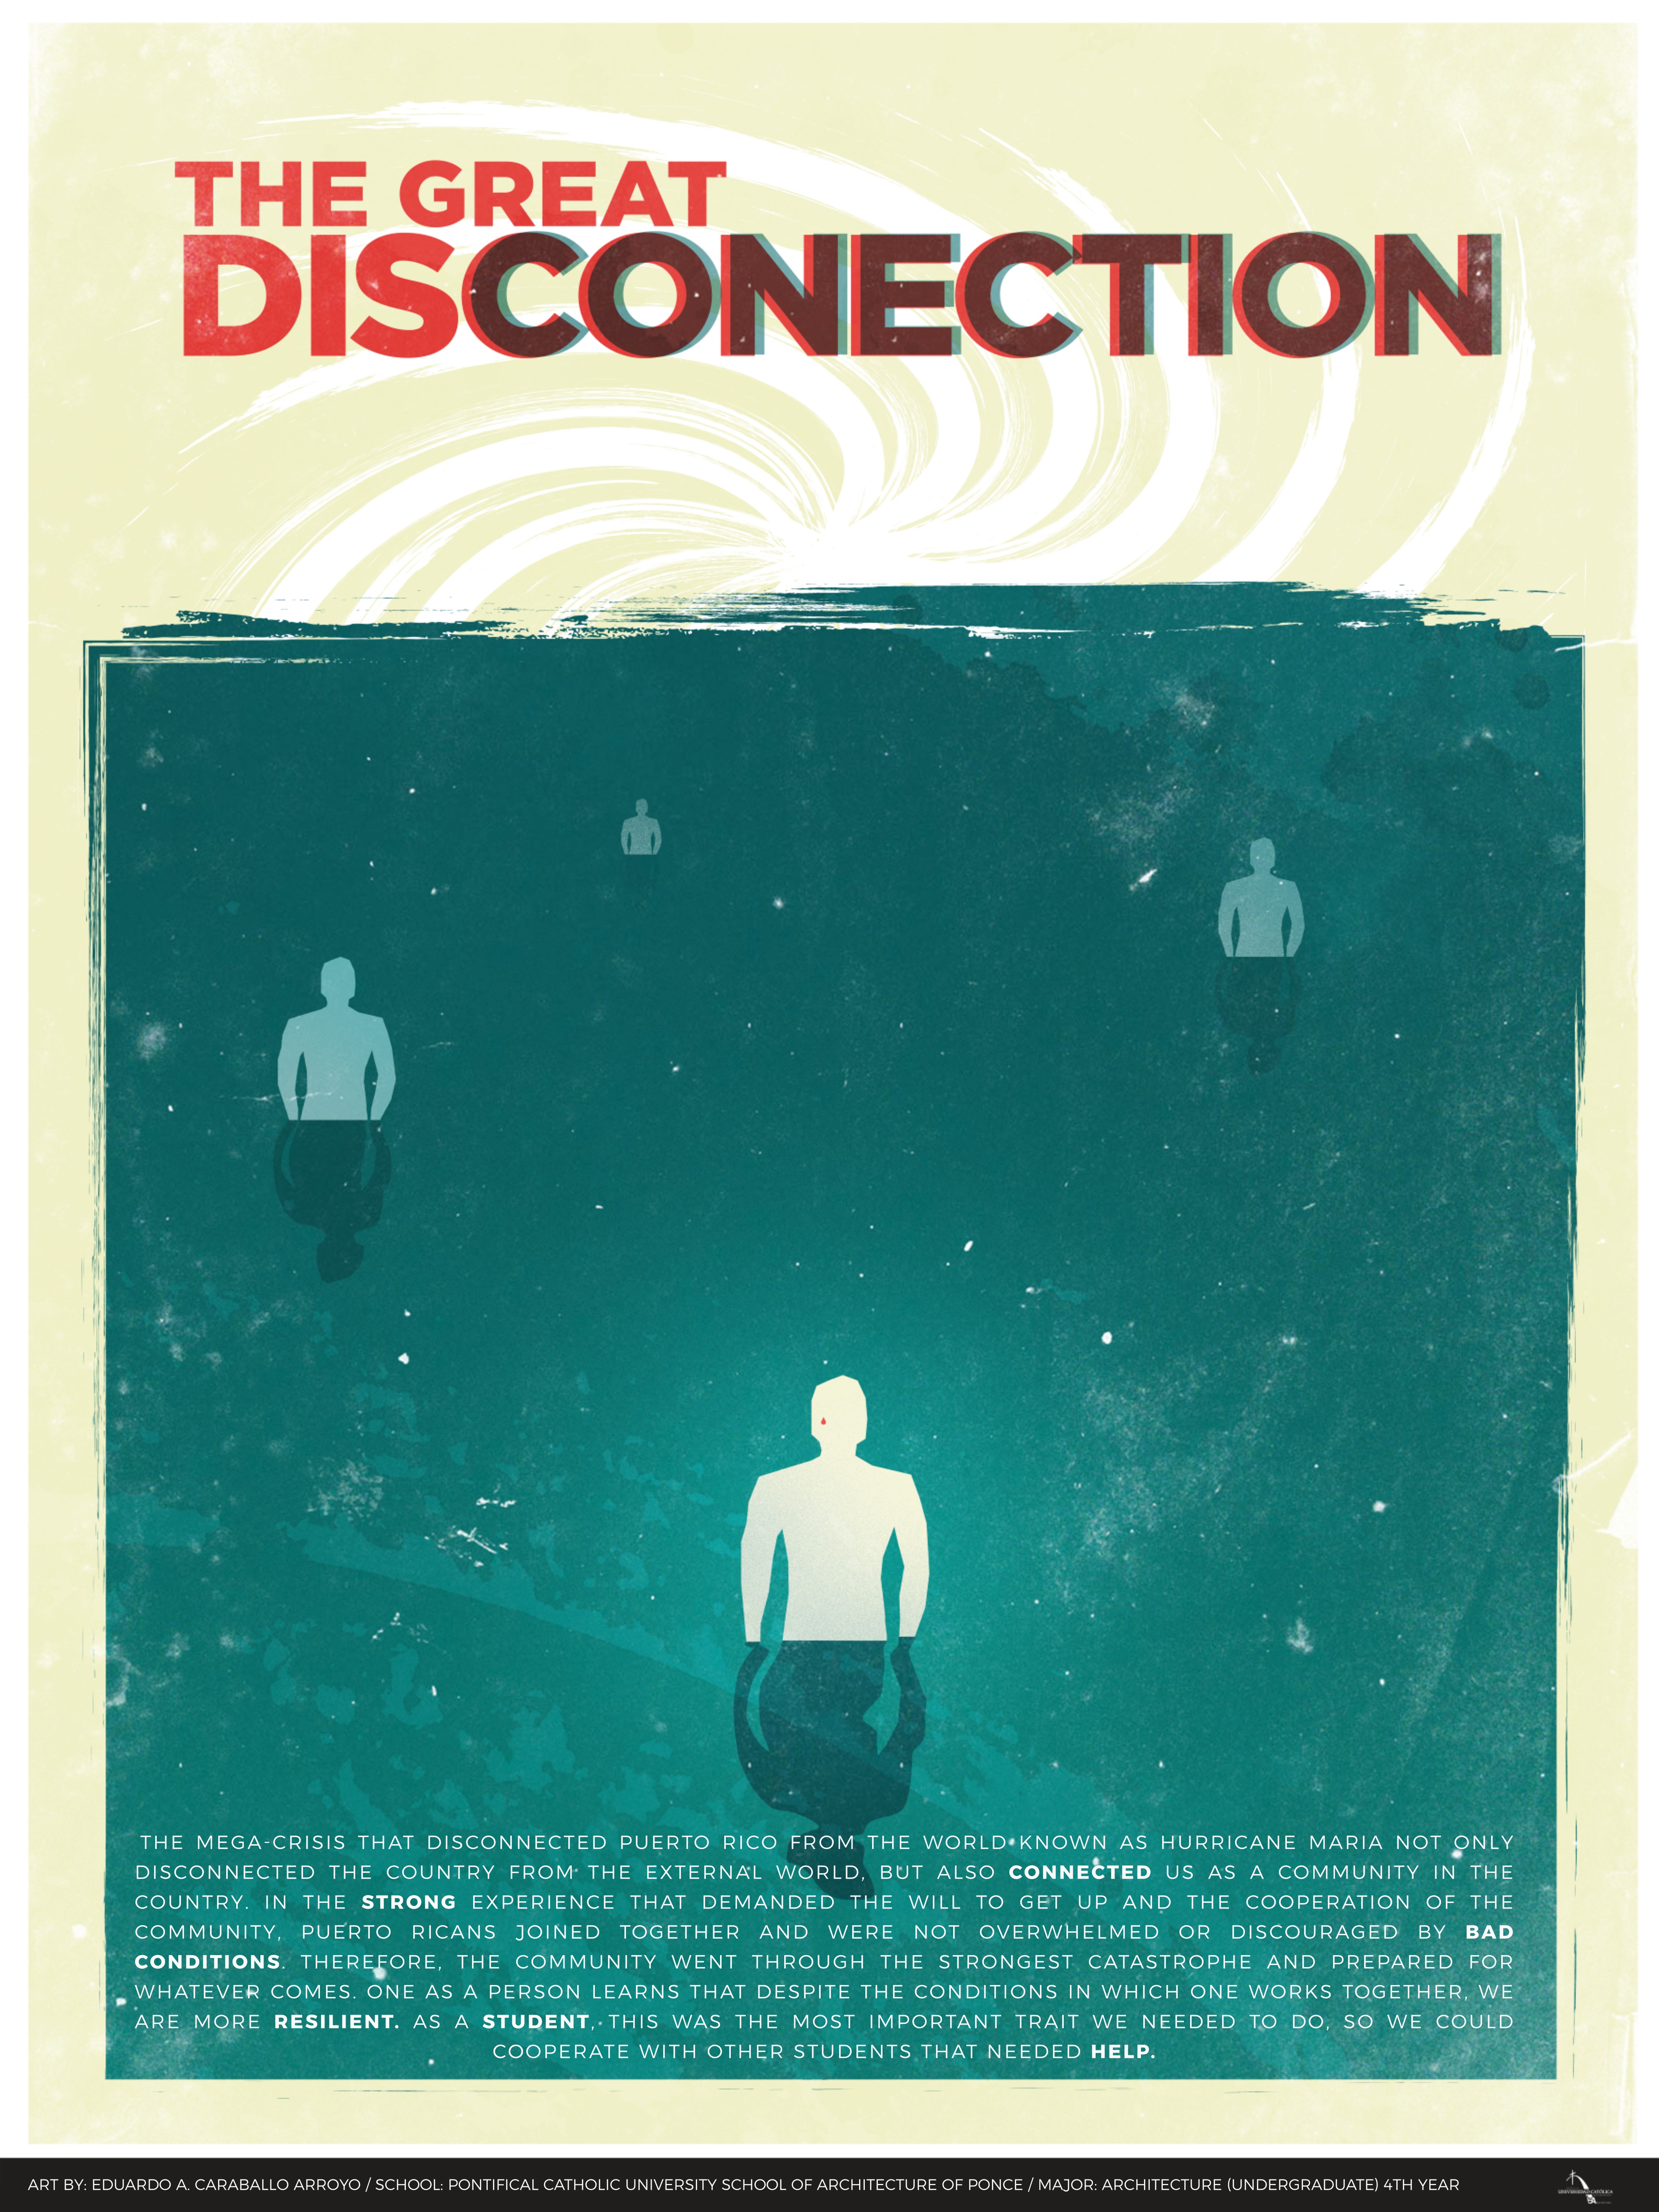 THE GREAT
DISCONECTION
THE MEGA-CRISIS THAT DISCONNECTED PUERTO RICO FROM THE WORLD KNOWN AS HURRICANE MARIA NOT ONLY
DISCONNECTED THE COUNTRY FROM THE EXTERNAL WORLD, BUT ALSO CONNECTED US AS A COMMUNITY IN THE
COUNTRY. IN THE STRONG EXPERIENCE THAT DEMANDED THE WILL TO GET UP AND THE COOPERATION OF THE
COMMUNITY, PUERTO RICANS JOINED TOGETHER AND WERE NOT OVERWHELMED OR DISCOURAGED BY BAD
CONDITIONS. THEREFORE, THE COMMUNITY WENT THROUGH THE STRONGEST CATASTROPHE AND PREPARED FOR
WHATEVER COMES. ONE AS A PERSON LEARNS THAT DESPITE THE CONDITIONS IN WHICH ONE WORKS TOGETHER, WE
ARE MORE RESILIENT. AS A STUDENT, THIS WAS THE MOST IMPORTANT TRAIT WE NEEDED TO DO, SO WE COULD
COOPERATE WITH OTHER STUDENTS THAT NEEDED HELP.
ART BY: EDUARDO A. CARABALLO ARROYO / SCHOOL: PONTIFICAL CATHOLIC UNIVERSITY SCHOOL OF ARCHITECTURE OF PONCE / MAJOR: ARCHITECTURE (UNDERGRADUATE) 4TH YEAR